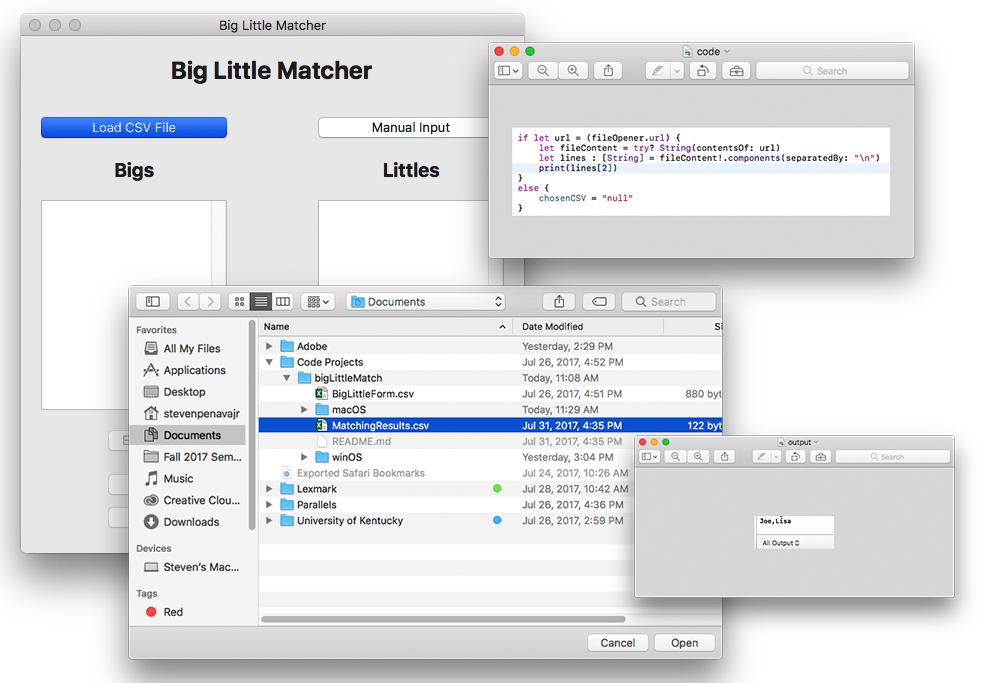 Big Little Matcher
Big Little Matcher
Load CSV File
Manual Input
Bigs
Littles
code
Search
if let url = (fileOpener.url) {
let fileContent = try? String(contentsOf: url)
let lines : [String] = fileContent!.components(separatedBy: "\n")
print(lines[2])
}
else {
chosenCSV = "null"
}
Documents
Search
Favorites
All My Files
Applications
Desktop
stevenpenavajr
Documents
Fall 2017 Sem...
Music
Creative Clou...
Downloads
Devices
Steven's Mac...
Tags
Red
Name Date Modified Si
Adobe Yesterday, 2:29 PM
Code Projects Jul 26, 2017, 4:52 PM
bigLittleMatch Today, 11:08 AM
BigLittleForm.csv Jul 26, 2017, 4:51 PM 880 byt
macOS Today, 11:29 AM
MatchingResults.csv Jul 31, 2017, 4:35 PM 122 byt
README.md Jul 31, 2017, 4:35 PM
winOS Yesterday, 3:04 PM
Exported Safari Bookmarks Jul 24, 2017, 10:26 AM
Lexmark Jul 28, 2017, 10:42 AM
Parallels Jul 26, 2017, 4:36 PM
University of Kentucky Jul 26, 2017, 2:59 PM
Cancel
Open
output
Search
Joe,Lisa
All Output